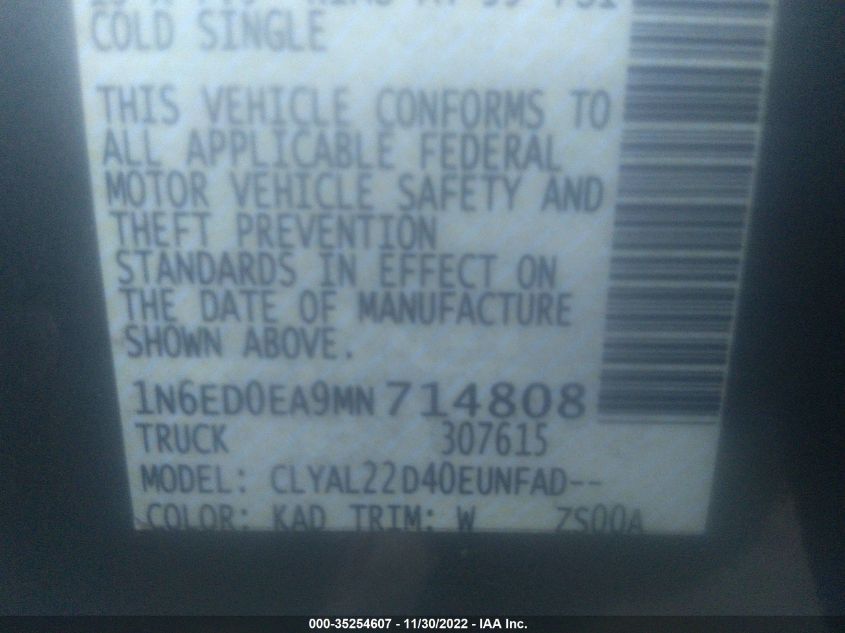 COLD SINGLE
THIS VEHICLE CONFORMS TO
ALL APPLICABLE FEDERAL
MOTOR VEHICLE SAFETY AND
THEFT PREVENTION
STANDARDS IN EFFECT ON
THE DATE OF MANUFACTURE
SHOWN ABOVE.
1N6ED0EA9MN714808
TRUCK 307615
MODEL: CLYAL22D40EUNFAD--
COLOR: KAD TRIM: W ZS00A
000-35254607 - 11/30/2022 - IAA Inc.